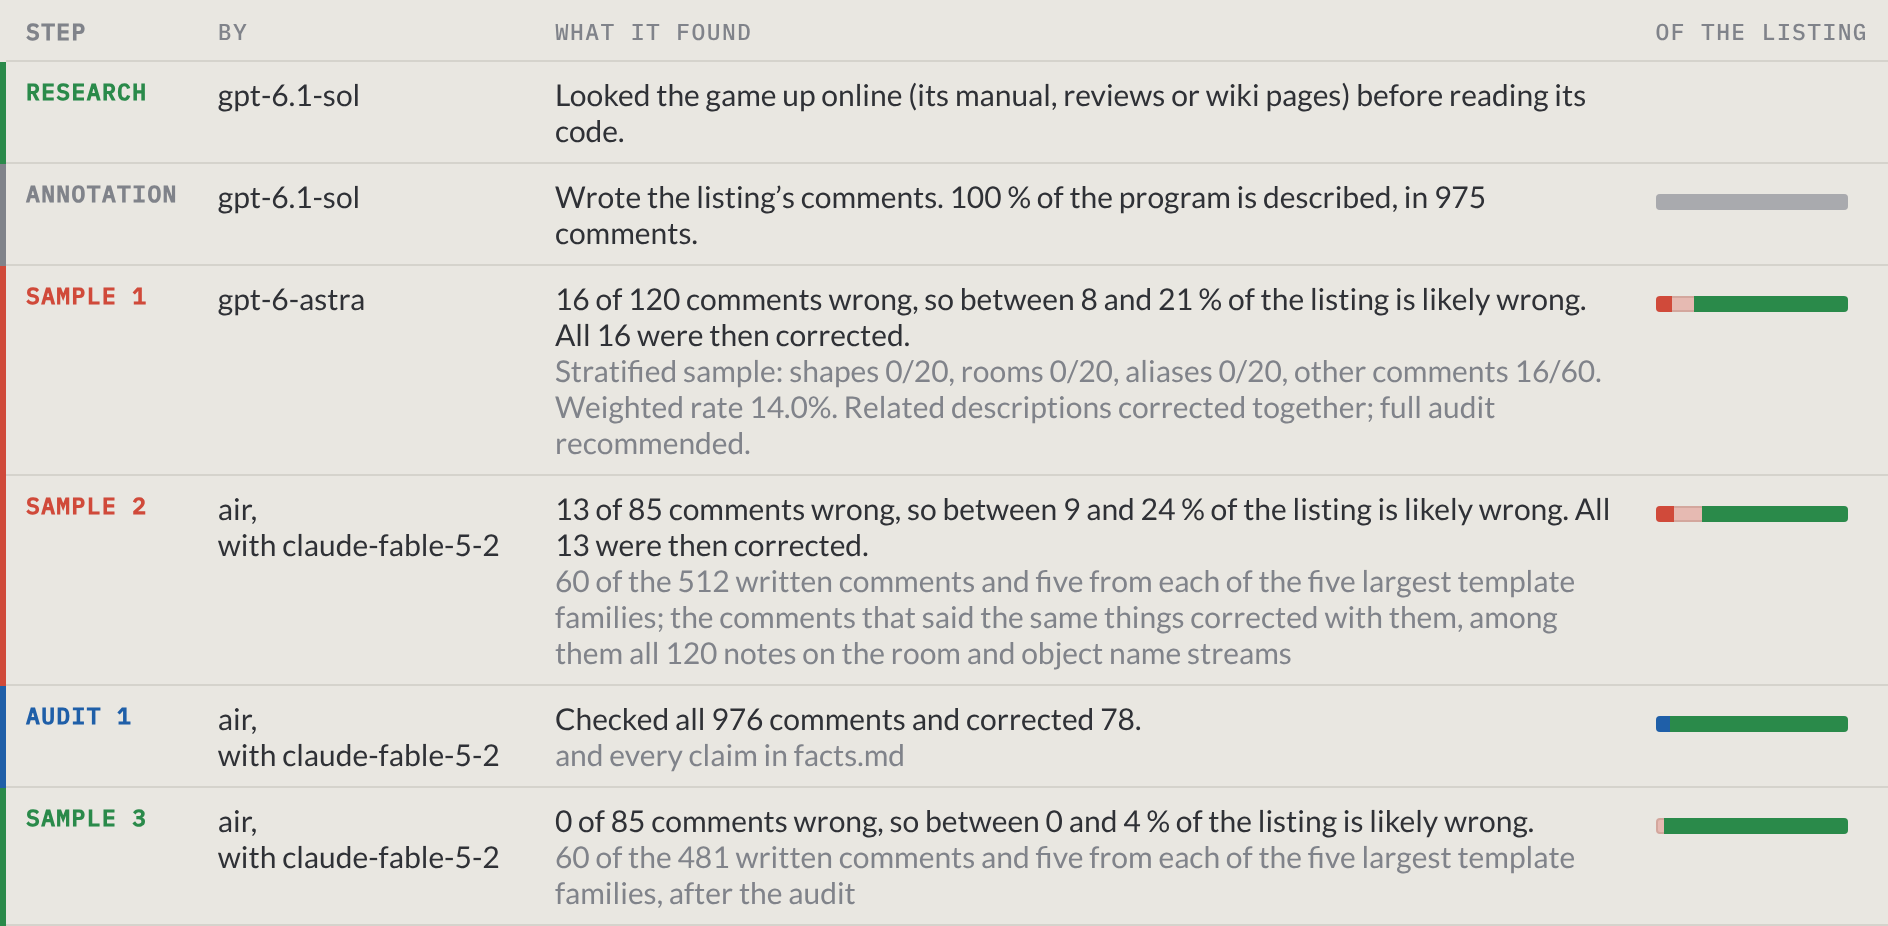 STEP BY WHAT IT FOUND OF THE LISTING
RESEARCH gpt-6.1-sol Looked the game up online (its manual, reviews or wiki pages) before reading its
code.
ANNOTATION gpt-6.1-sol Wrote the listing’s comments. 100 % of the program is described, in 975
comments.
SAMPLE 1 gpt-6-astra 16 of 120 comments wrong, so between 8 and 21 % of the listing is likely wrong.
All 16 were then corrected.
Stratified sample: shapes 0/20, rooms 0/20, aliases 0/20, other comments 16/60.
Weighted rate 14.0%. Related descriptions corrected together; full audit
recommended.
SAMPLE 2 air, 13 of 85 comments wrong, so between 9 and 24 % of the listing is likely wrong. All
with claude-fable-5-2 13 were then corrected.
60 of the 512 written comments and five from each of the five largest template
families; the comments that said the same things corrected with them, among
them all 120 notes on the room and object name streams
AUDIT 1 air, Checked all 976 comments and corrected 78.
with claude-fable-5-2 and every claim in facts.md
SAMPLE 3 air, 0 of 85 comments wrong, so between 0 and 4 % of the listing is likely wrong.
with claude-fable-5-2 60 of the 481 written comments and five from each of the five largest template
families, after the audit